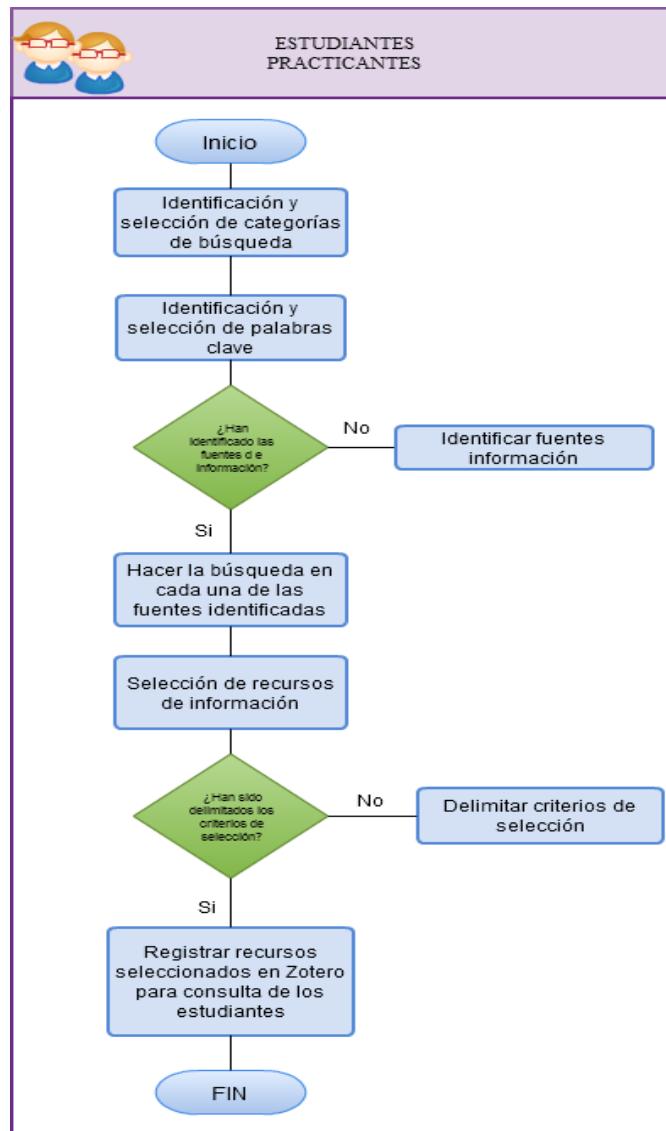 ESTUDIANTES
PRACTICANTES
Inicio
Identificación y
selección de categorías
de búsqueda
Identificación y
selección de palabras
clave
¿Han
identificado las
fuentes d e
información?
No
Identificar fuentes
información
Si
Hacer la búsqueda en
cada una de las
fuentes identificadas
Selección de recursos
de información
¿Han sido
delimitados los
criterios de
selección?
No
Delimitar criterios de
selección
Si
Registrar recursos
seleccionados en Zotero
para consulta de los
estudiantes
FIN